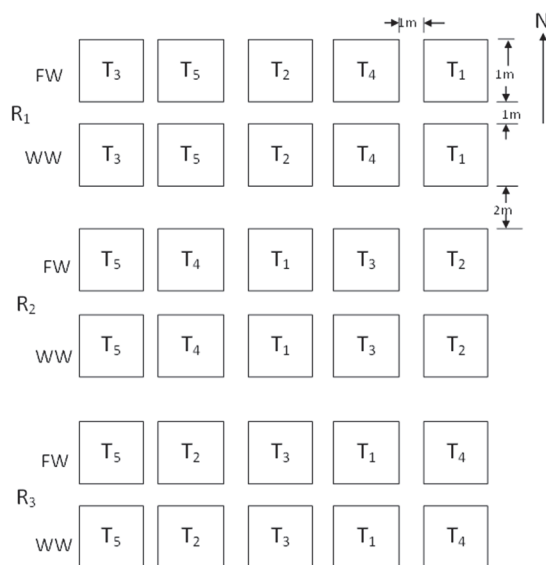 1m N
FW T₃ T₅ T₂ T₄ T₁ 1m
R₁ 1m
WW T₃ T₅ T₂ T₄ T₁
2m
FW T₅ T₄ T₁ T₃ T₂
R₂
WW T₅ T₄ T₁ T₃ T₂
FW T₅ T₂ T₃ T₁ T₄
R₃
WW T₅ T₂ T₃ T₁ T₄